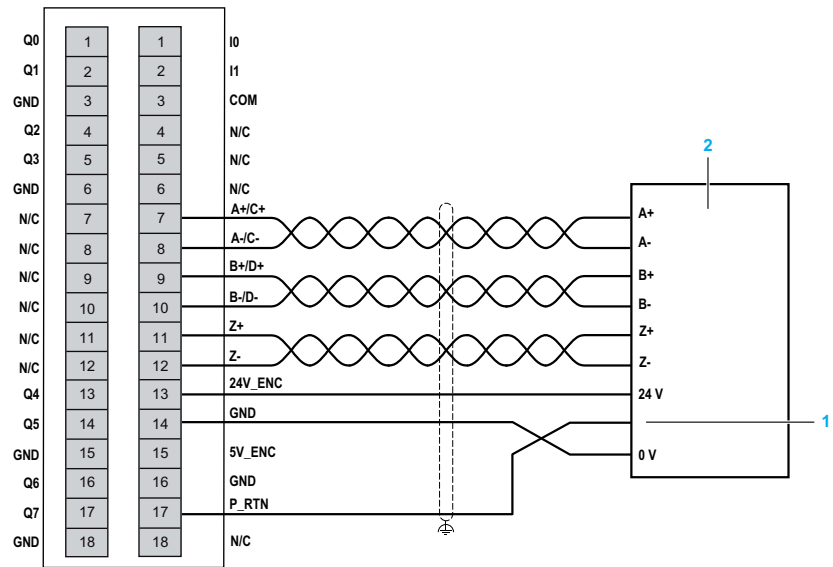 Q0 1 1 I0
Q1 2 2 I1
GND 3 3 COM
Q2 4 4 N/C
Q3 5 5 N/C
GND 6 6 N/C
N/C 7 7 A+/C+ A+
N/C 8 8 A-/C- A-
N/C 9 9 B+/D+ B+
N/C 10 10 B-/D- B-
N/C 11 11 Z+ Z+
N/C 12 12 Z- Z-
Q4 13 13 24V_ENC 24 V
Q5 14 14 GND 1
GND 15 15 5V_ENC 0 V
Q6 16 16 GND
Q7 17 17 P_RTN
GND 18 18 N/C
2